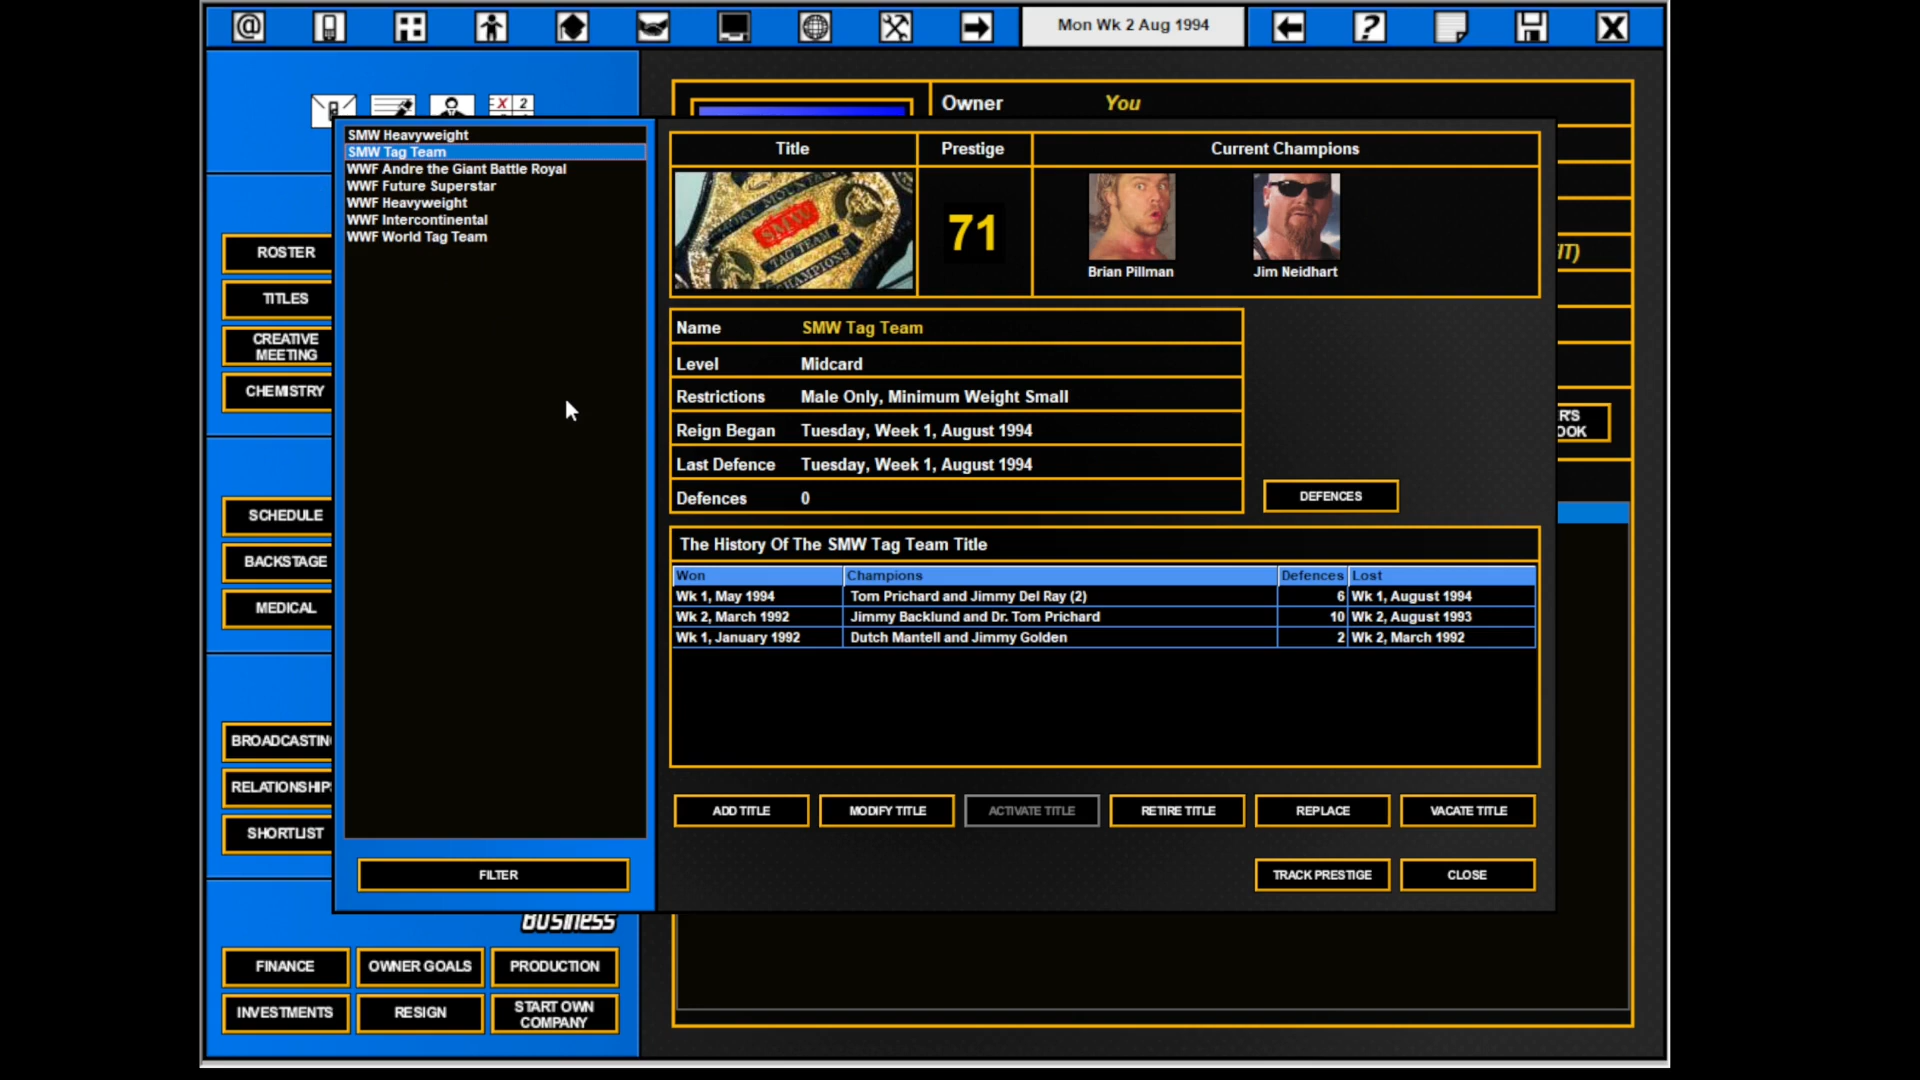 Mon Wk 2 Aug 1994
X 2
Owner You
SMW Heavyweight
SMW Tag Team
WWF Andre the Giant Battle Royal
WWF Future Superstar
WWF Heavyweight
WWF Intercontinental
WWF World Tag Team
ROSTER
TITLES
CREATIVE
MEETING
CHEMISTRY
SCHEDULE
BACKSTAGE
MEDICAL
BROADCASTIN
RELATIONSHIP
SHORTLIST
FILTER
Business
FINANCE OWNER GOALS PRODUCTION
INVESTMENTS RESIGN START OWN
COMPANY
Title Prestige Current Champions
SMW
TAG TEAM
CHAMPIONS
71
Brian Pillman Jim Neidhart
Name SMW Tag Team
Level Midcard
Restrictions Male Only, Minimum Weight Small
Reign Began Tuesday, Week 1, August 1994
Last Defence Tuesday, Week 1, August 1994
Defences 0
DEFENCES
The History Of The SMW Tag Team Title
Won Champions Defences Lost
Wk 1, May 1994 Tom Prichard and Jimmy Del Ray (2) 6 Wk 1, August 1994
Wk 2, March 1992 Jimmy Backlund and Dr. Tom Prichard 10 Wk 2, August 1993
Wk 1, January 1992 Dutch Mantell and Jimmy Golden 2 Wk 2, March 1992
ADD TITLE MODIFY TITLE ACTIVATE TITLE RETIRE TITLE REPLACE VACATE TITLE
TRACK PRESTIGE CLOSE
IT)
R'S
OOK